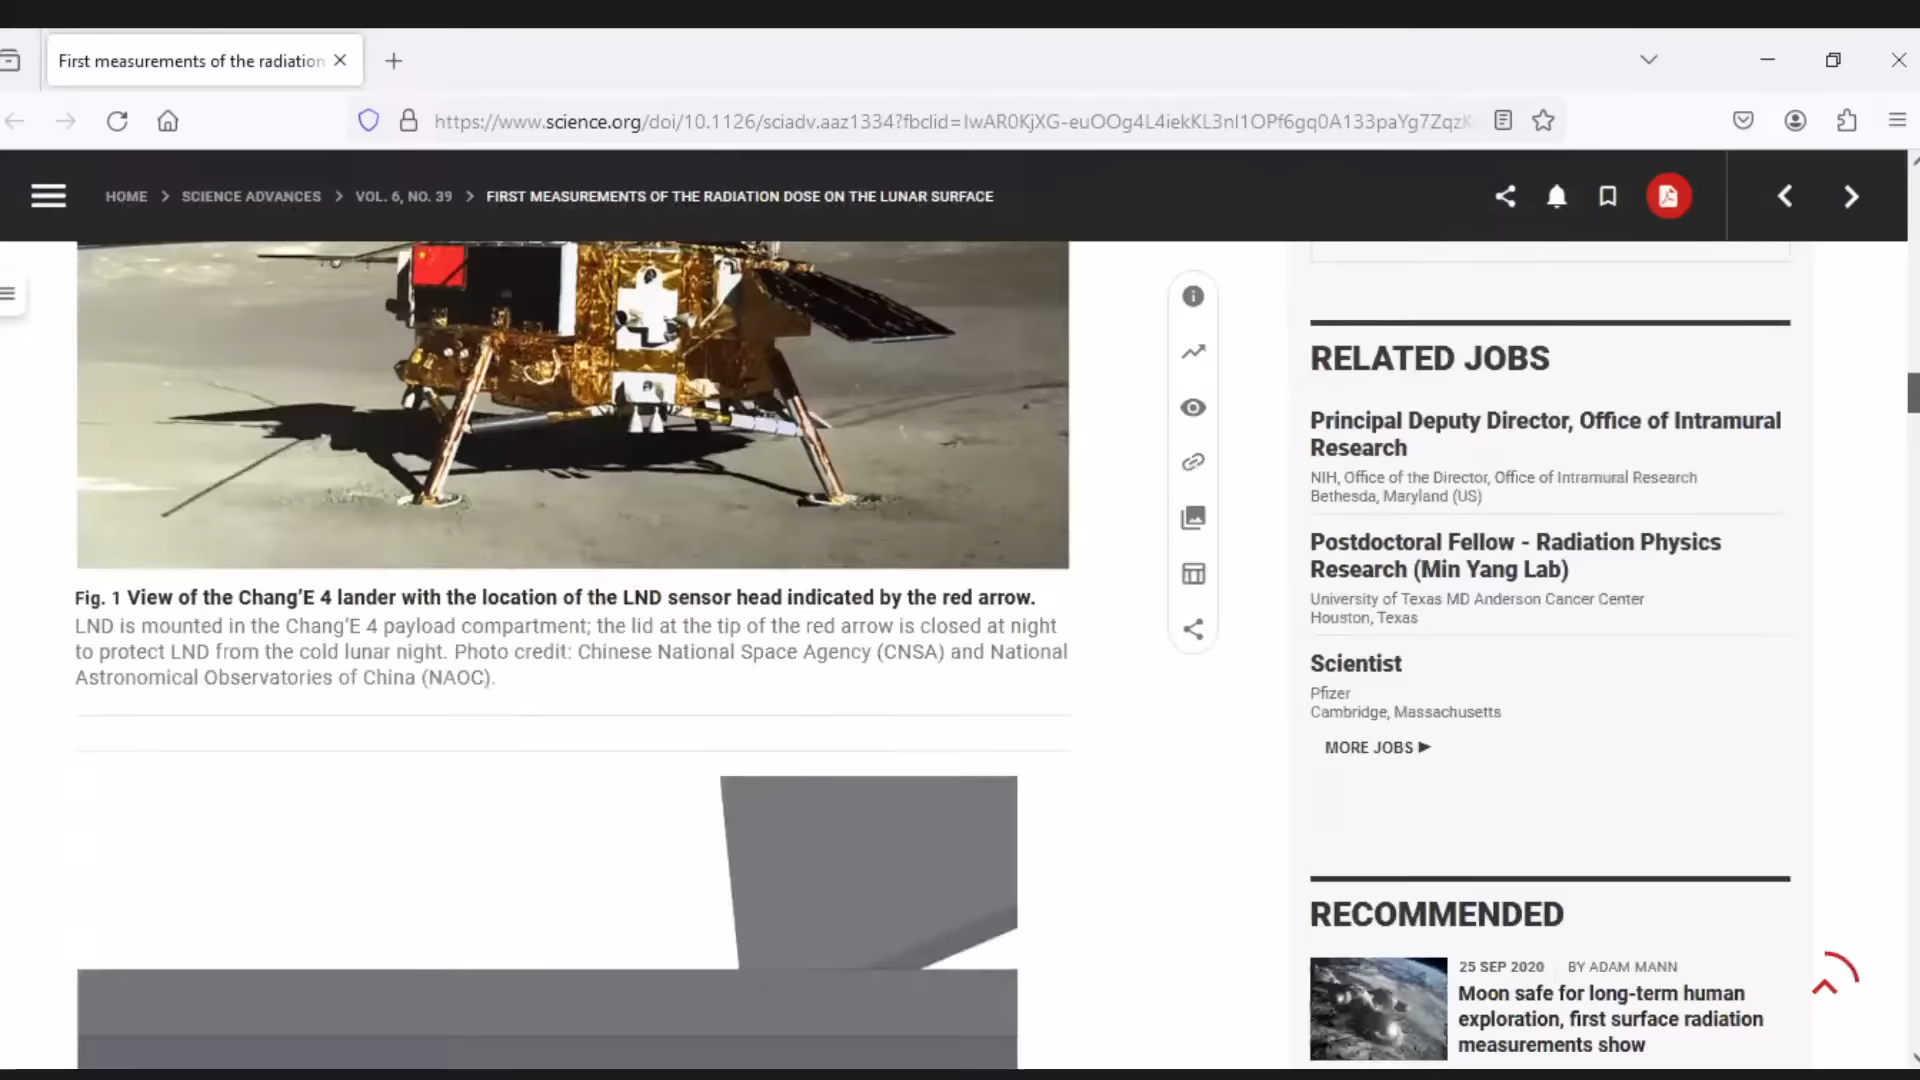 First measurements of the radiation
https://www.science.org/doi/10.1126/sciadv.aaz1334?fbclid=IwAR0KjXG-euOOg4L4iekKL3nl1OPf6gq0A133paYg7ZqzK
HOME > SCIENCE ADVANCES > VOL. 6, NO. 39 > FIRST MEASUREMENTS OF THE RADIATION DOSE ON THE LUNAR SURFACE
Fig. 1 View of the Chang’E 4 lander with the location of the LND sensor head indicated by the red arrow.
LND is mounted in the Chang’E 4 payload compartment; the lid at the tip of the red arrow is closed at night
to protect LND from the cold lunar night. Photo credit: Chinese National Space Agency (CNSA) and National
Astronomical Observatories of China (NAOC).
RELATED JOBS
Principal Deputy Director, Office of Intramural
Research
NIH, Office of the Director, Office of Intramural Research
Bethesda, Maryland (US)
Postdoctoral Fellow - Radiation Physics
Research (Min Yang Lab)
University of Texas MD Anderson Cancer Center
Houston, Texas
Scientist
Pfizer
Cambridge, Massachusetts
MORE JOBS ▶
RECOMMENDED
25 SEP 2020 BY ADAM MANN
Moon safe for long-term human
exploration, first surface radiation
measurements show